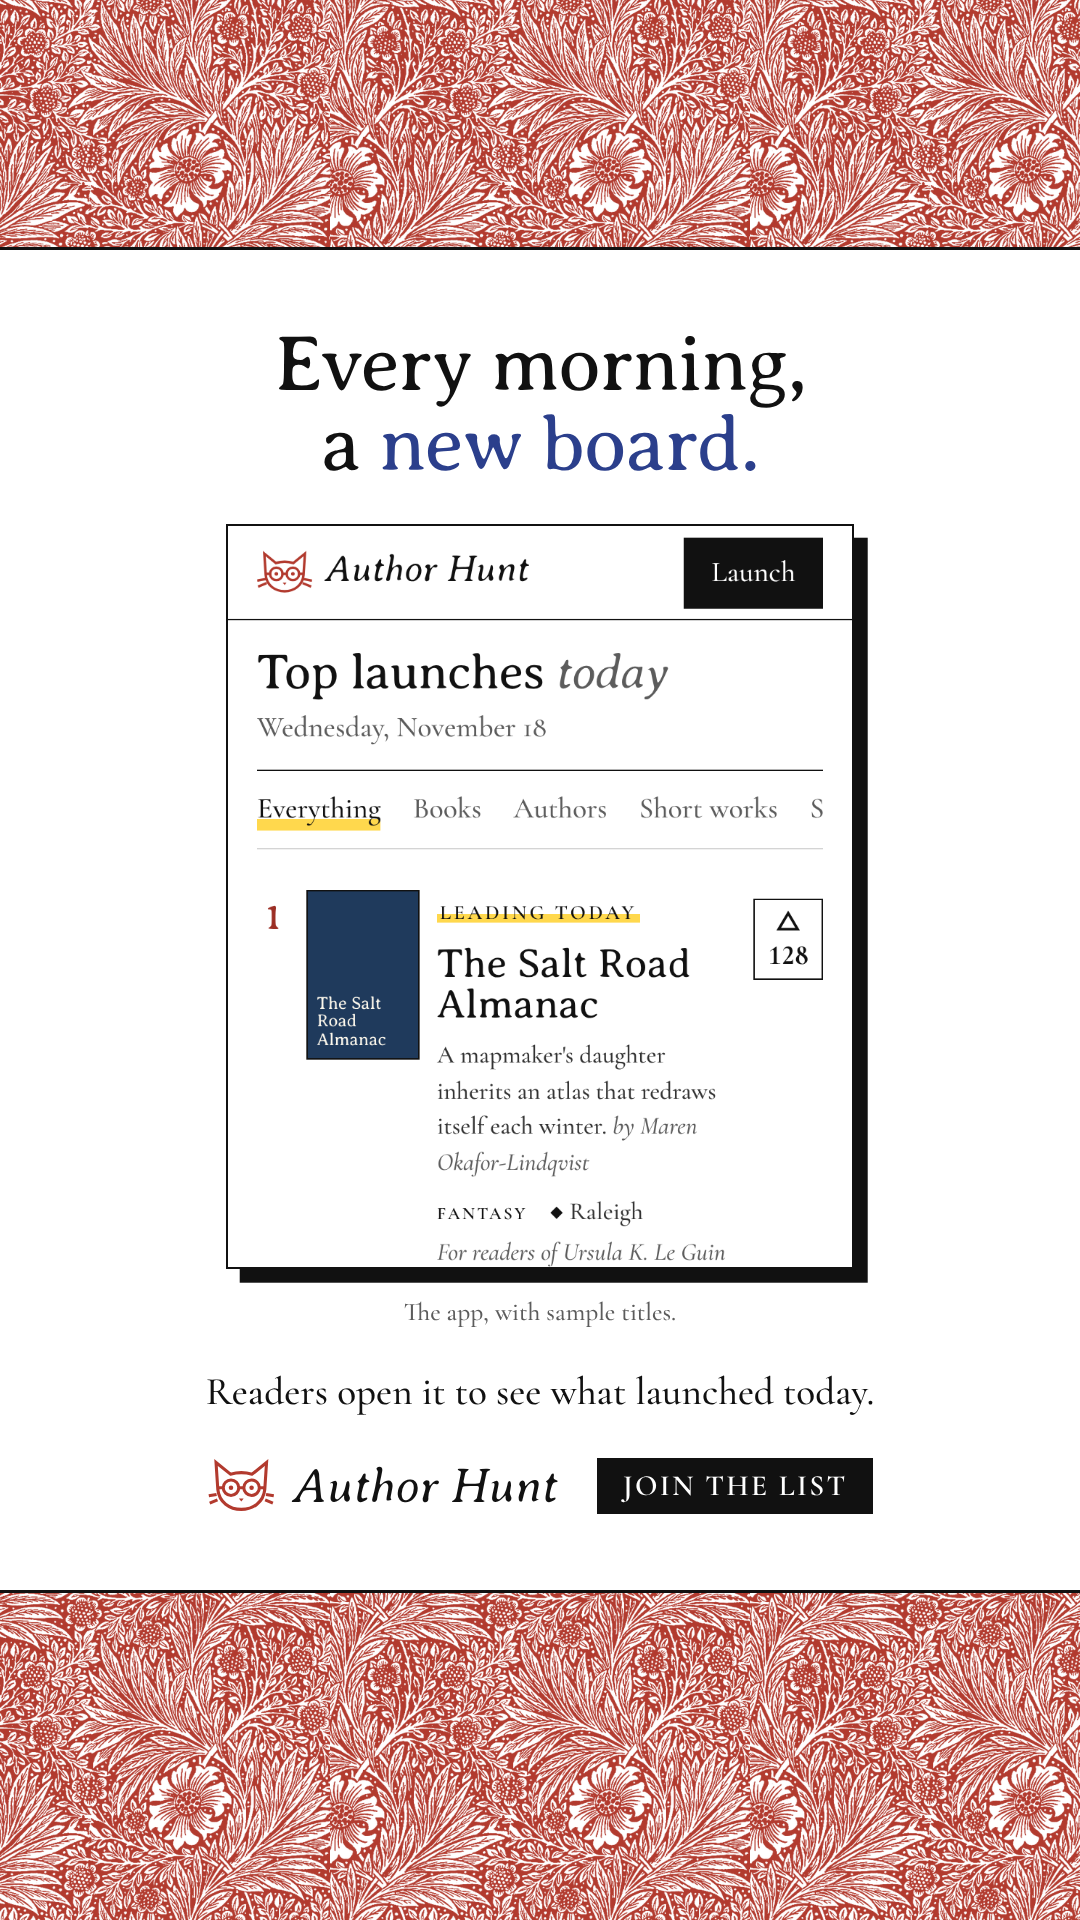 Every morning,
a new board.
Author Hunt
Launch
Top launches today
Wednesday, November 18
Everything Books Authors Short works S
1
The Salt
Road
Almanac
LEADING TODAY
The Salt Road
Almanac
A mapmaker's daughter
inherits an atlas that redraws
itself each winter. by Maren
Okafor-Lindqvist
FANTASY ◆ Raleigh
For readers of Ursula K. Le Guin
128
The app, with sample titles.
Readers open it to see what launched today.
Author Hunt
JOIN THE LIST